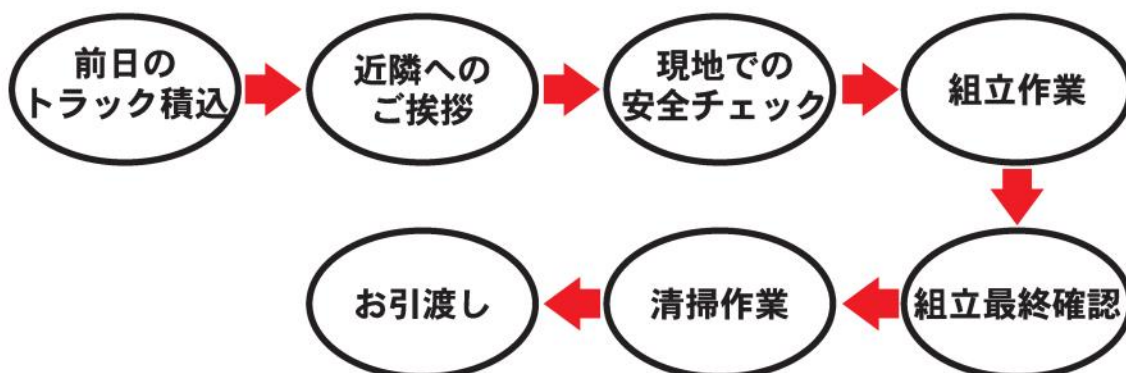 前日の
トラック積込
近隣への
ご挨拶
現地での
安全チェック
組立作業
組立最終確認
清掃作業
お引渡し